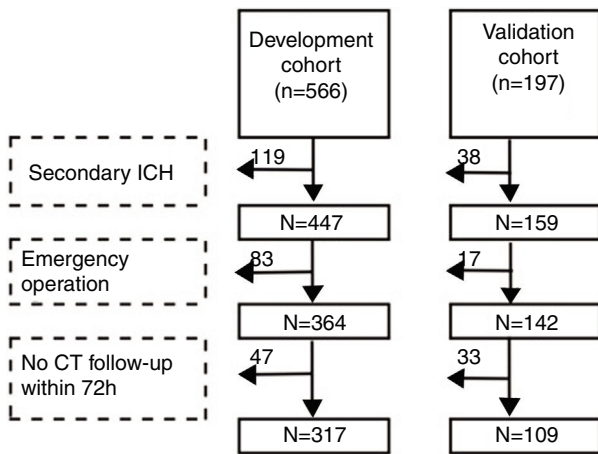 Development
cohort
(n=566)
Validation
cohort
(n=197)
Secondary ICH
119
38
N=447
N=159
Emergency
operation
83
17
N=364
N=142
No CT follow-up
within 72h
47
33
N=317
N=109